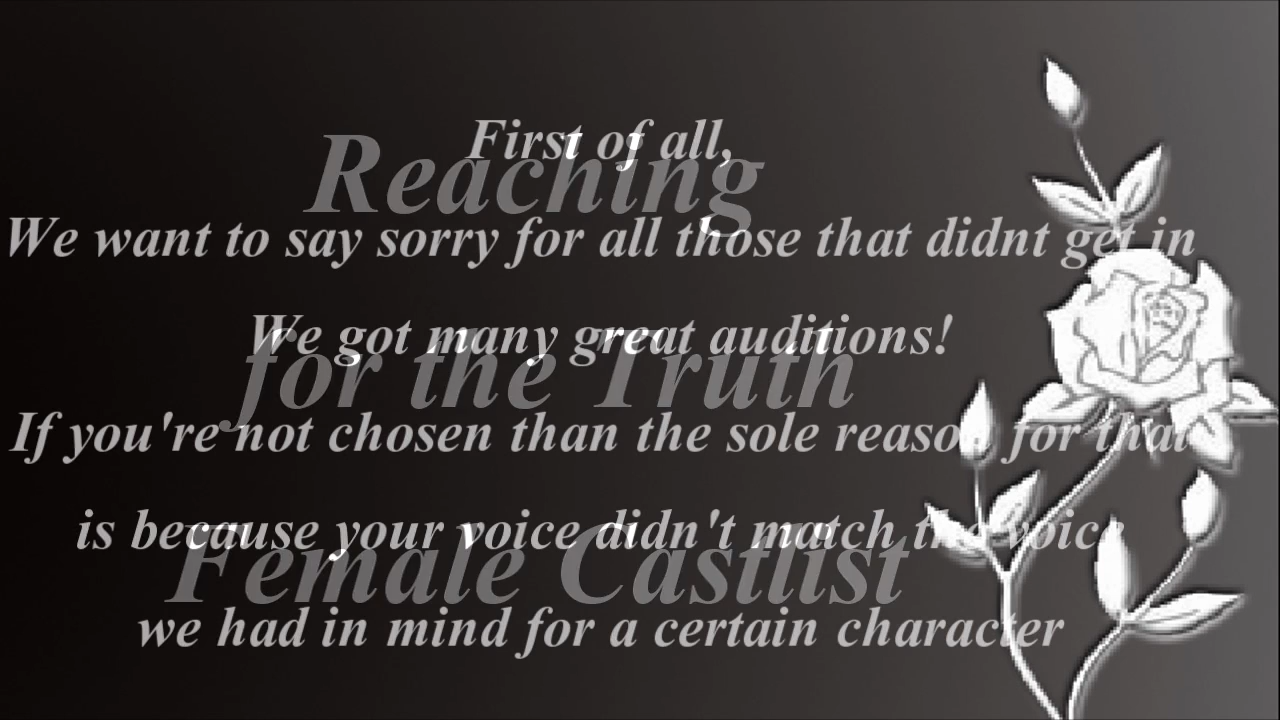 First of all,
Reaching
We want to say sorry for all those that didnt get in
We got many great auditions!
for the Truth
If you're not chosen than the sole reason for that
is because your voice didn't match the voice
Female Castlist
we had in mind for a certain character